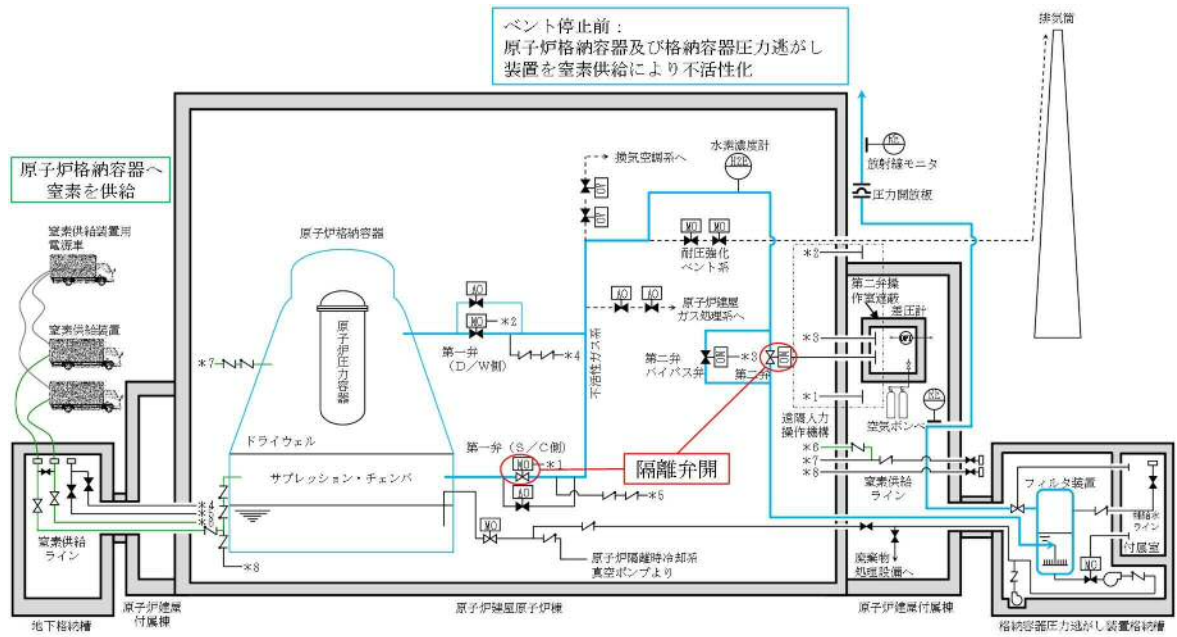 ベント停止前：
原子炉格納容器及び格納容器圧力逃がし
装置を窒素供給により不活性化
排気筒
原子炉格納容器へ
窒素を供給
水素濃度計
H2E
RE
放射線モニタ
圧力開放板
換気空調系へ
AO
AO
窒素供給装置用
電源車
原子炉格納容器
MO
MO
耐圧強化
ベント系
*2
第二弁操
作室遮蔽
差圧計
DPI
AO
MO
*2
AO
AO
原子炉建屋
ガス処理系へ
窒素供給装置
原子炉圧力容器
不活性ガス系
*7
第一弁
(D/W側)
*4
第二弁
バイパス弁
MO
*3
第二弁
MO
*3
*1
RE
空気ボンベ
遠隔人力
操作機構
ドライウェル
第一弁(S/C側)
MO
*1
隔離弁開
*6
*7
*8
窒素供給
ライン
サプレッション・チェンバ
AO
*5
フィルタ装置
*4
*5
*6
補給水
ライン
付属室
窒素供給
ライン
MO
MO
*8
原子炉隔離時冷却系
真空ポンプより
廃棄物
処理設備へ
原子炉建屋
付属棟
原子炉建屋原子炉棟
原子炉建屋付属棟
地下格納槽
格納容器圧力逃がし装置格納槽